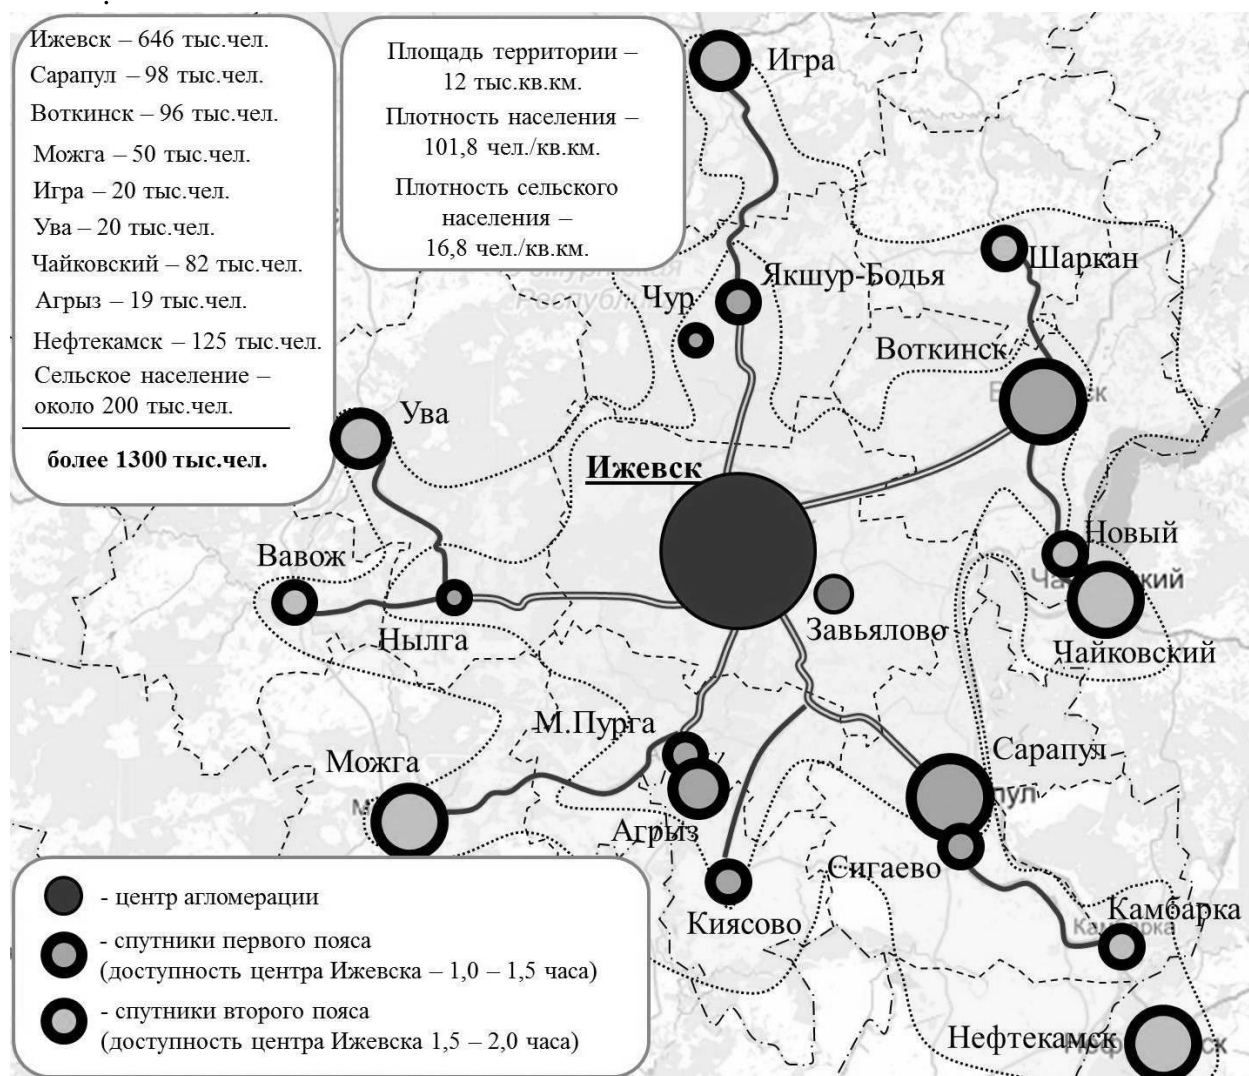 Ижевск – 646 тыс.чел.
Сарапул – 98 тыс.чел.
Воткинск – 96 тыс.чел.
Можга – 50 тыс.чел.
Игра – 20 тыс.чел.
Ува – 20 тыс.чел.
Чайковский – 82 тыс.чел.
Агрыз – 19 тыс.чел.
Нефтекамск – 125 тыс.чел.
Сельское население –
около 200 тыс.чел.
более 1300 тыс.чел.
Площадь территории –
12 тыс.кв.км.
Плотность населения –
101,8 чел./кв.км.
Плотность сельского
населения –
16,8 чел./кв.км.
Игра
Шаркан
Якшур-Бодья
Чур
Республика
Воткинск
Ува
Ижевск
Вавож
Новый
Нылга
Завьялово
Чайковский
М.Пурга
Сарапул
Можга
Агрыз
Сигаево
Киясово
Камбарка
Камбарка
Нефтекамск
- центр агломерации
- спутники первого пояса
(доступность центра Ижевска – 1,0 – 1,5 часа)
- спутники второго пояса
(доступность центра Ижевска 1,5 – 2,0 часа)